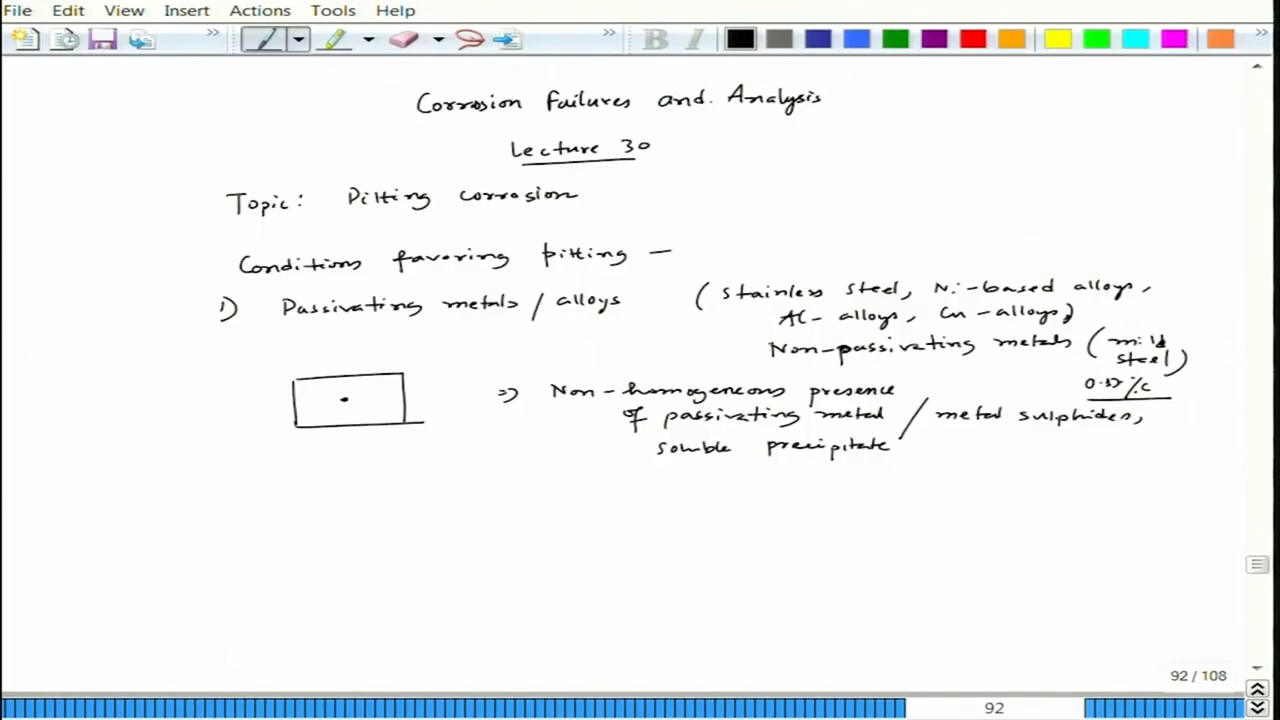 File Edit View Insert Actions Tools Help
Corrosion Failures and Analysis
Lecture 30
Topic: Pitting corrosion
Conditions favoring pitting —
1) Passivating metals / alloys (stainless steel, Ni-based alloys,
Al-alloys, Cu-alloys)
Non-passivating metals (mild
steel)
⇒ Non-homogeneous presence
of passivating metal / metal sulphides,
soluble precipitate
92 / 108
92